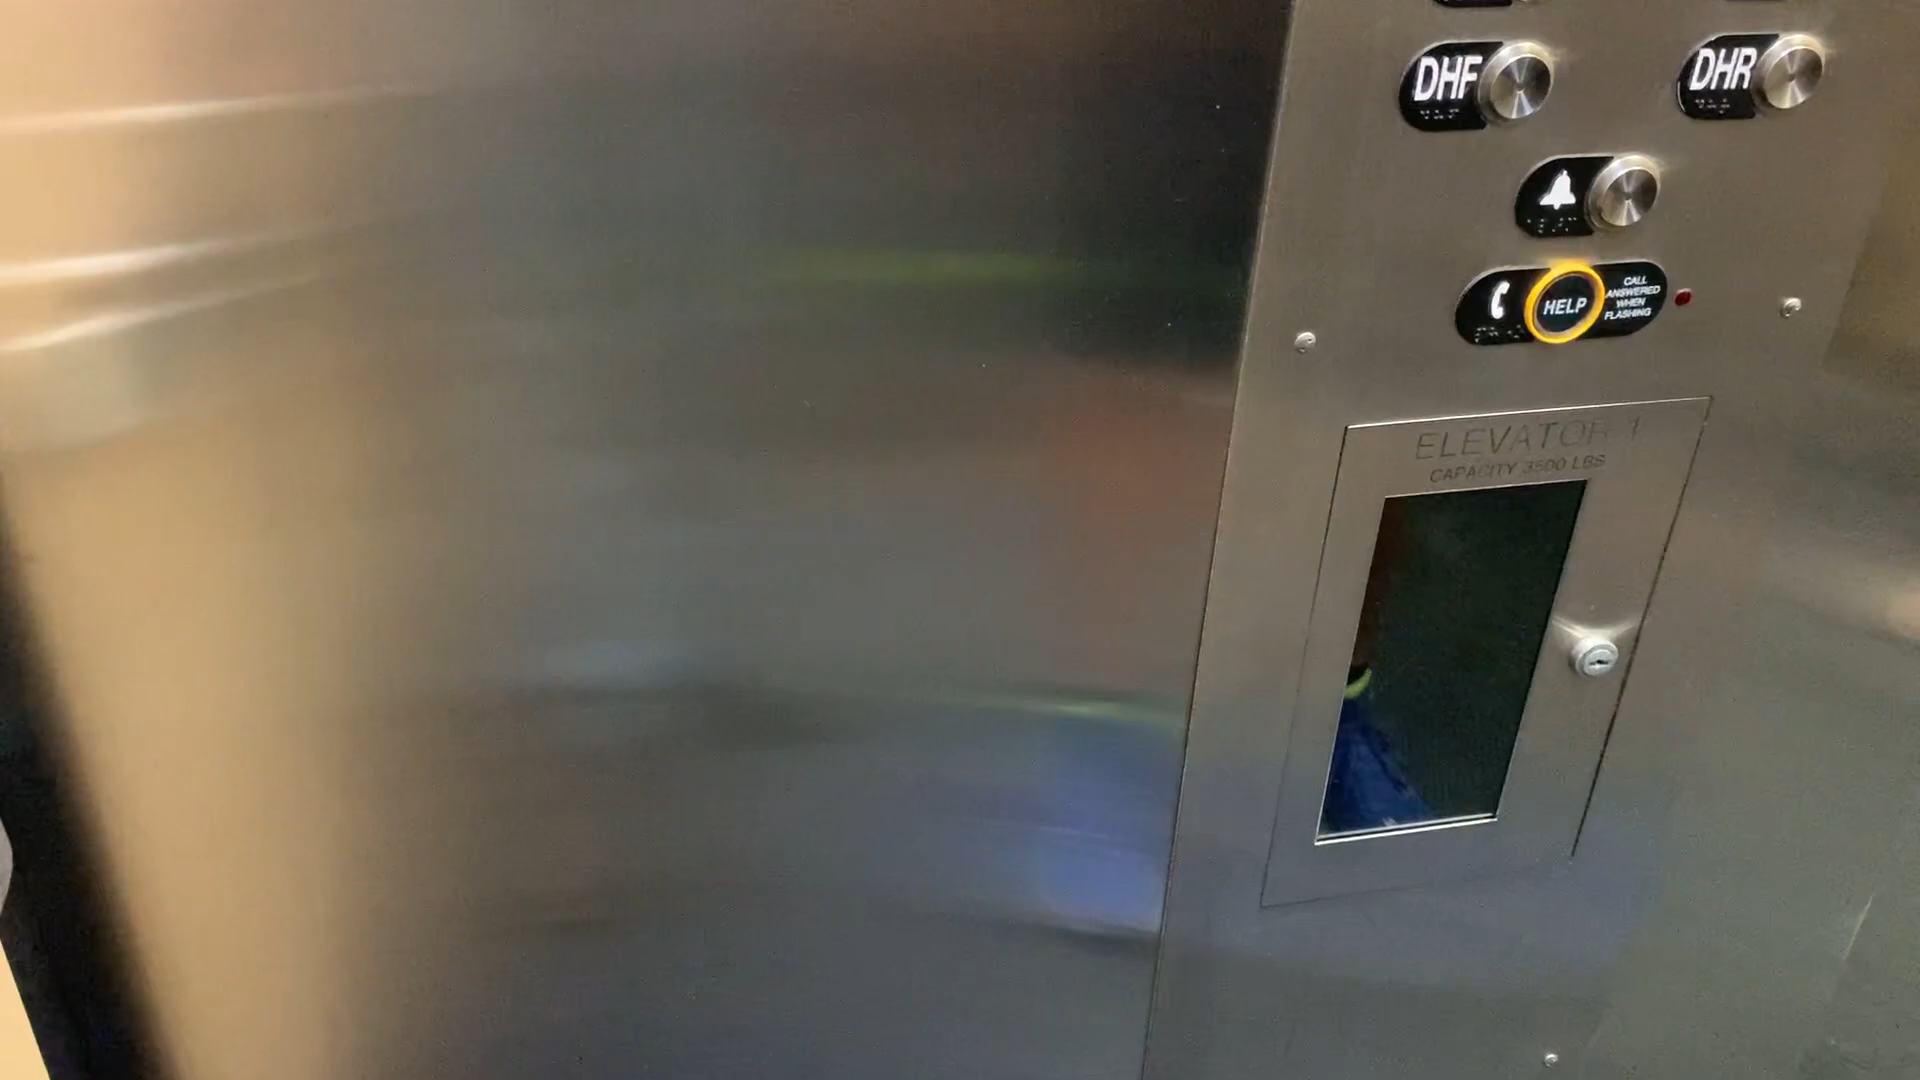 DHF
DHR
HELP
CALL
ANSWERED
WHEN
FLASHING
ELEVATOR 1
CAPACITY 3500 LBS